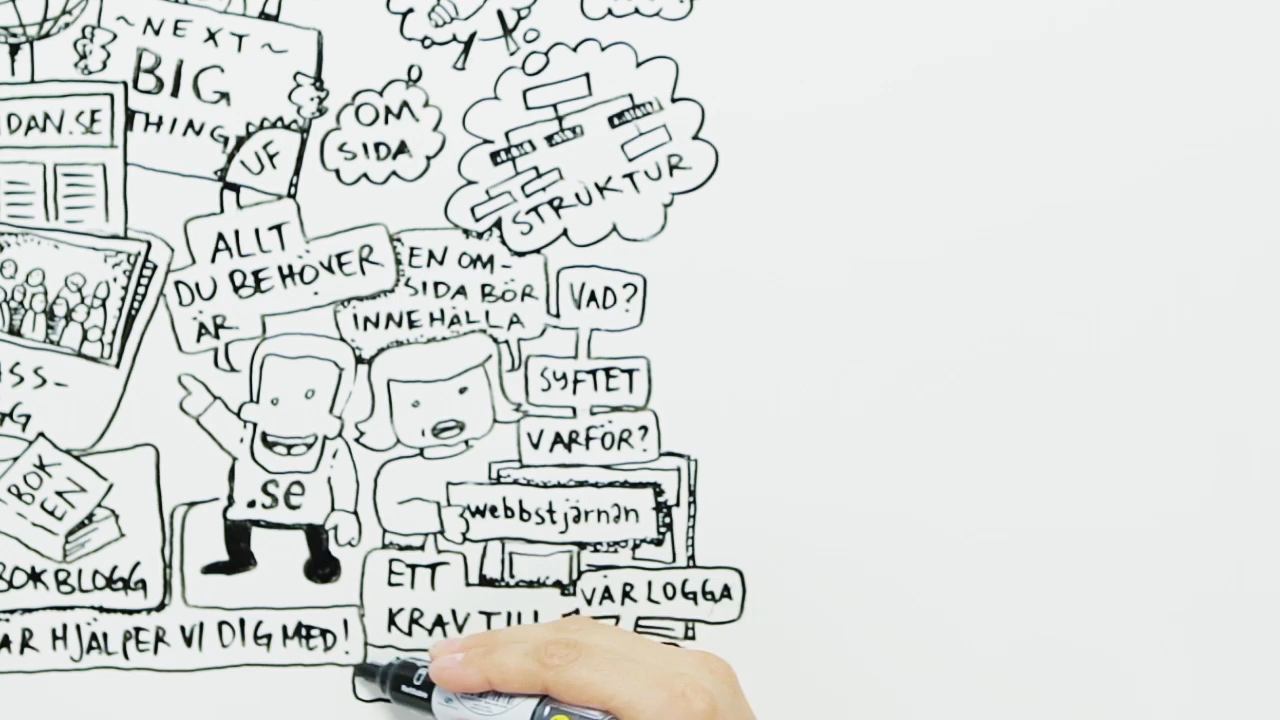 ~NEXT~
BIG
THING
DAN.SE
UF
OM
SIDA
STRUKTUR
ALLT
DU BEHÖVER
ÄR
EN OM-
SIDA BÖR
INNEHÅLLA
VAD?
SYFTET
VARFÖR?
.se
webbstjärnan
BOK
EN
BOKBLOGG
ETT
KRAV TILL
VÅR LOGGA
ÄR HJÄLPER VI DIG MED!